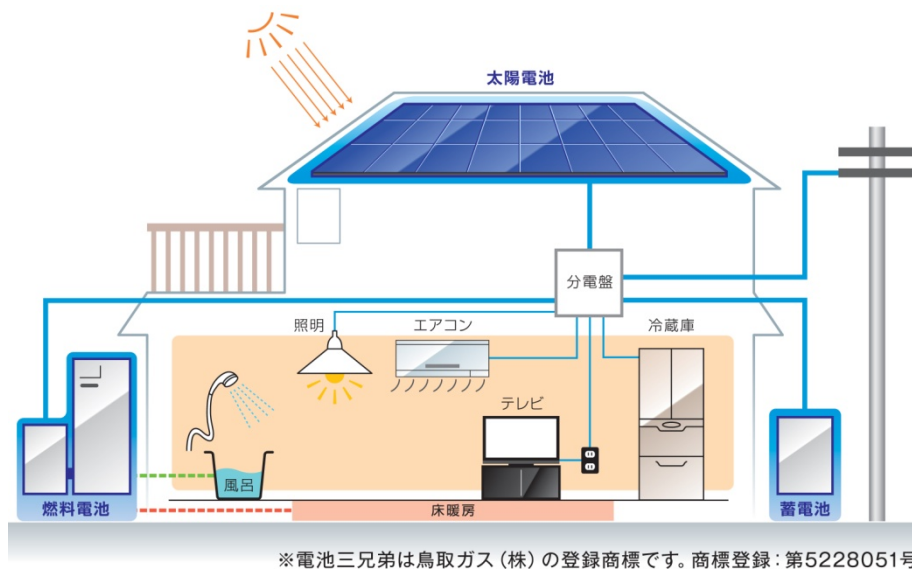 太陽電池
分電盤
照明
エアコン
冷蔵庫
テレビ
風呂
燃料電池
蓄電池
床暖房
※電池三兄弟は鳥取ガス(株)の登録商標です。商標登録:第5228051号